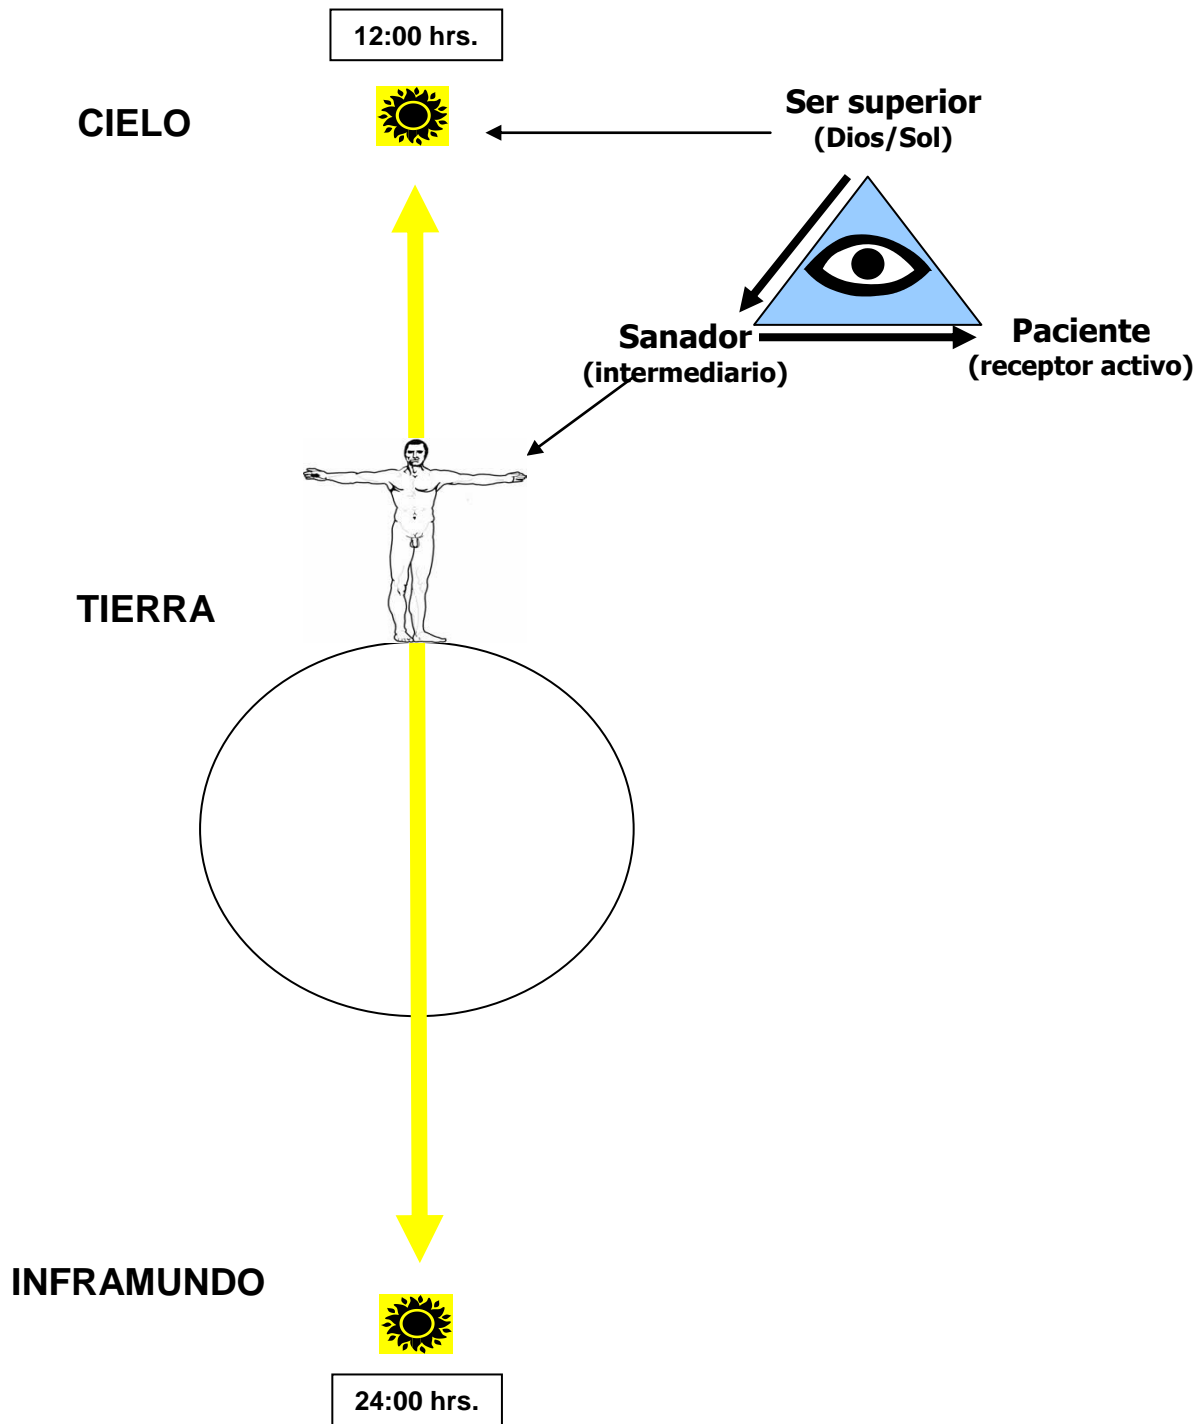 12:00 hrs.
CIELO
Ser superior
(Dios/Sol)
Sanador
(intermediario)
Paciente
(receptor activo)
TIERRA
INFRAMUNDO
24:00 hrs.